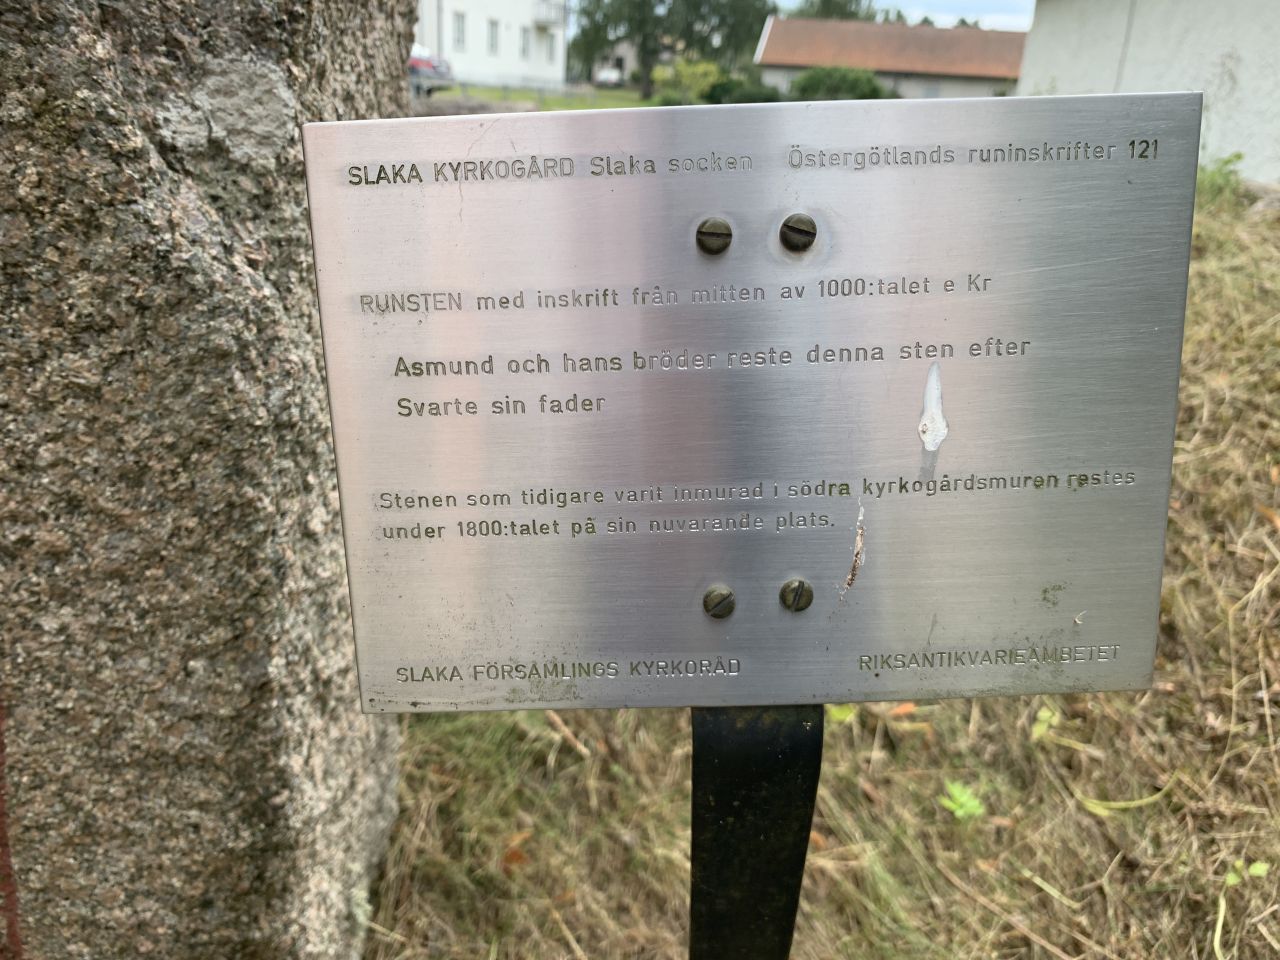 SLAKA KYRKOGÅRD Slaka socken Östergötlands runinskrifter 121
RUNSTEN med inskrift från mitten av 1000:talet e Kr
Asmund och hans bröder reste denna sten efter
Svarte sin fader
Stenen som tidigare varit inmurad i södra kyrkogårdsmuren restes
under 1800:talet på sin nuvarande plats.
SLAKA FÖRSAMLINGS KYRKORÅD RIKSANTIKVARIEÄMBETET